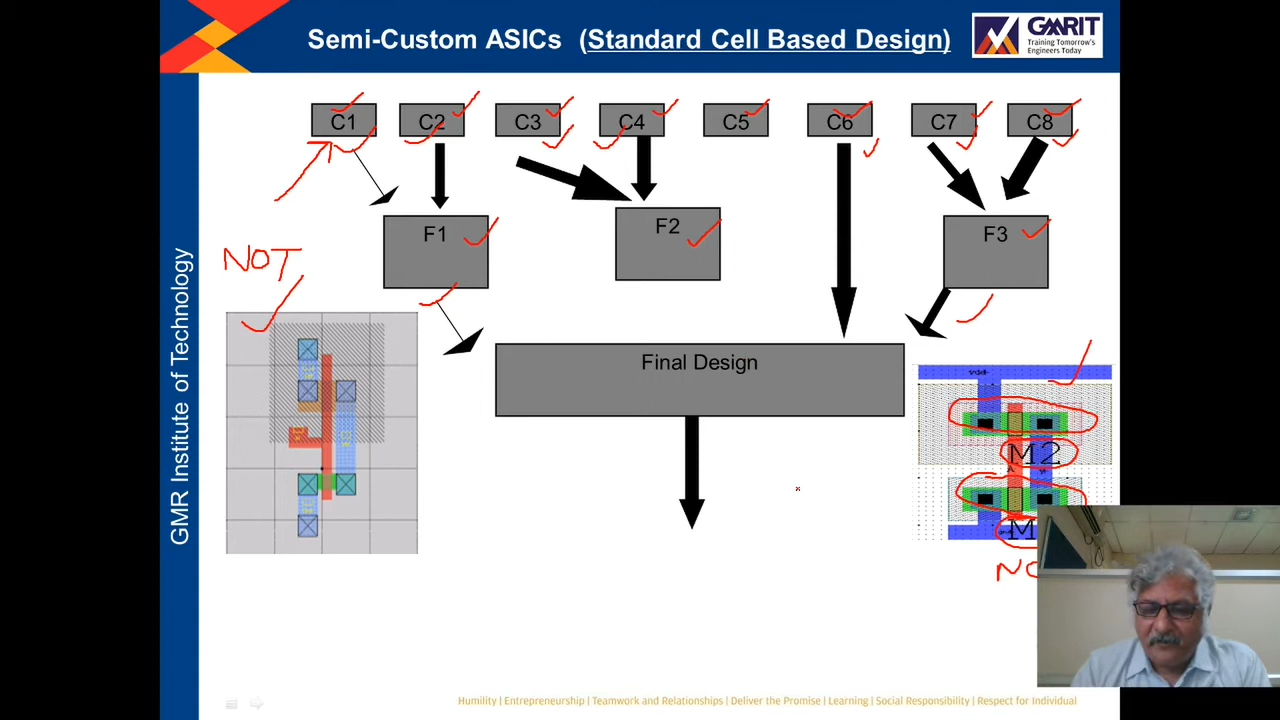 Semi-Custom ASICs (Standard Cell Based Design)
GMRIT
Training Tomorrow's
Engineers Today
C1 C2 C3 C4 C5 C6 C7 C8
F1 F2 F3
NOT
Final Design
M2
M
NO
GMR Institute of Technology
Humility | Entrepreneurship | Teamwork and Relationships | Deliver the Promise | Learning | Social Responsibility | Respect for Individual